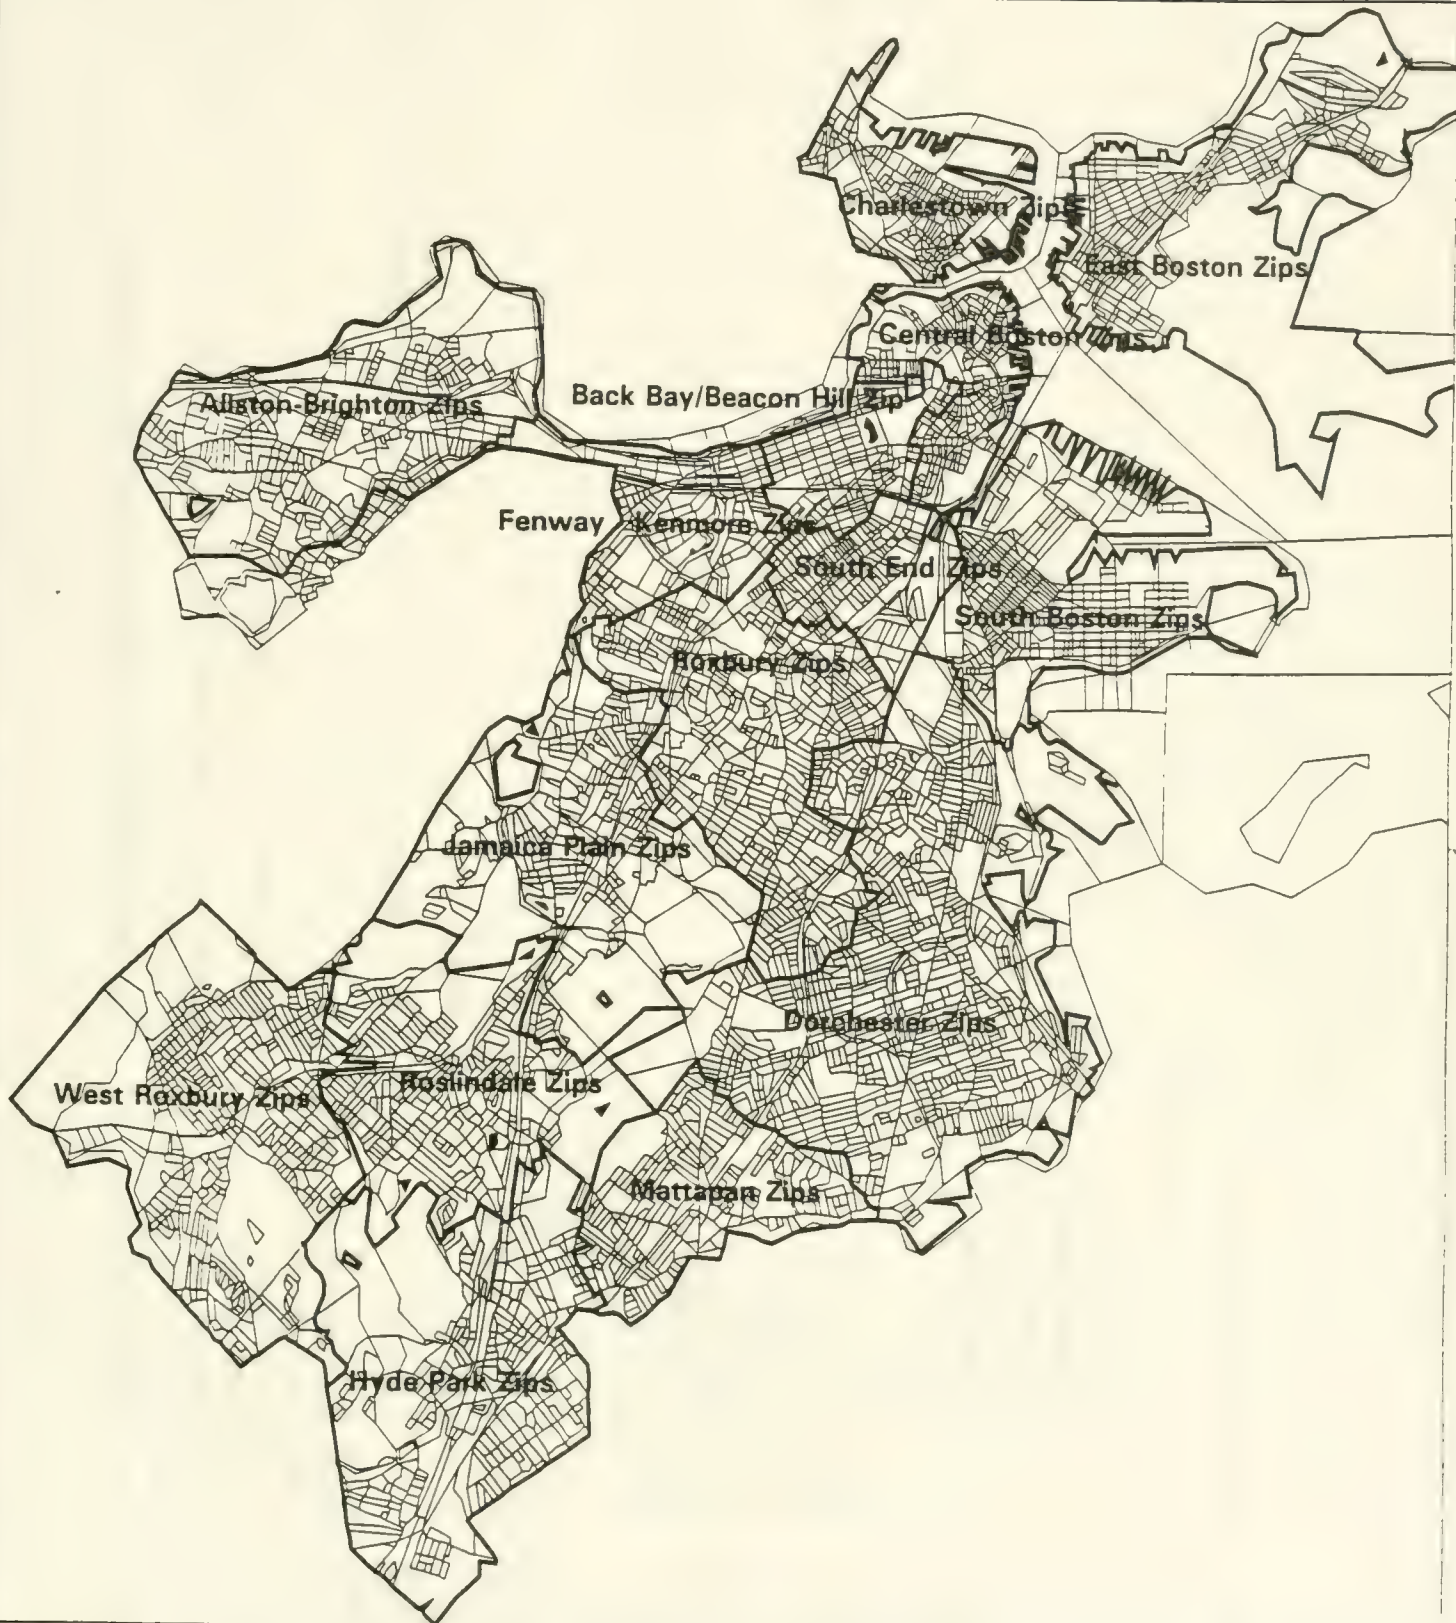 Charlestown Zips
East Boston Zips
Central Boston Zips
Back Bay/Beacon Hill Zip
Allston-Brighton Zips
Fenway / Kenmore Zips
South End Zips
South Boston Zips
Roxbury Zips
Jamaica Plain Zips
Dorchester Zips
Roslindale Zips
West Roxbury Zips
Mattapan Zips
Hyde Park Zips